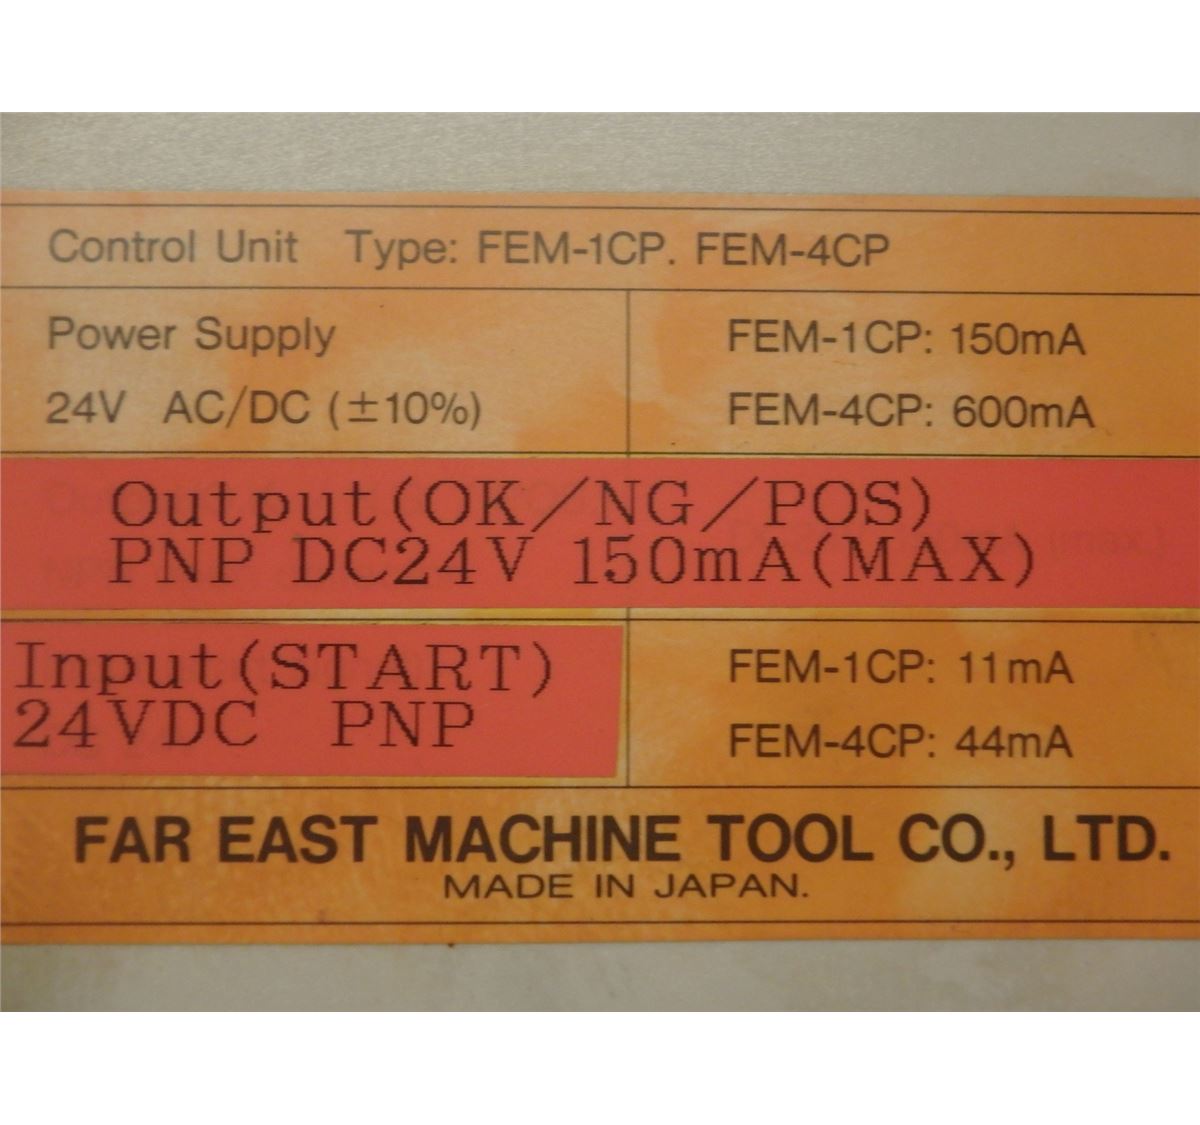 Control Unit Type: FEM-1CP. FEM-4CP
Power Supply
24V AC/DC (±10%)
FEM-1CP: 150mA
FEM-4CP: 600mA
Output(OK/NG/POS)
PNP DC24V 150mA(MAX)
Input(START)
24VDC PNP
FEM-1CP: 11mA
FEM-4CP: 44mA
FAR EAST MACHINE TOOL CO., LTD.
MADE IN JAPAN.